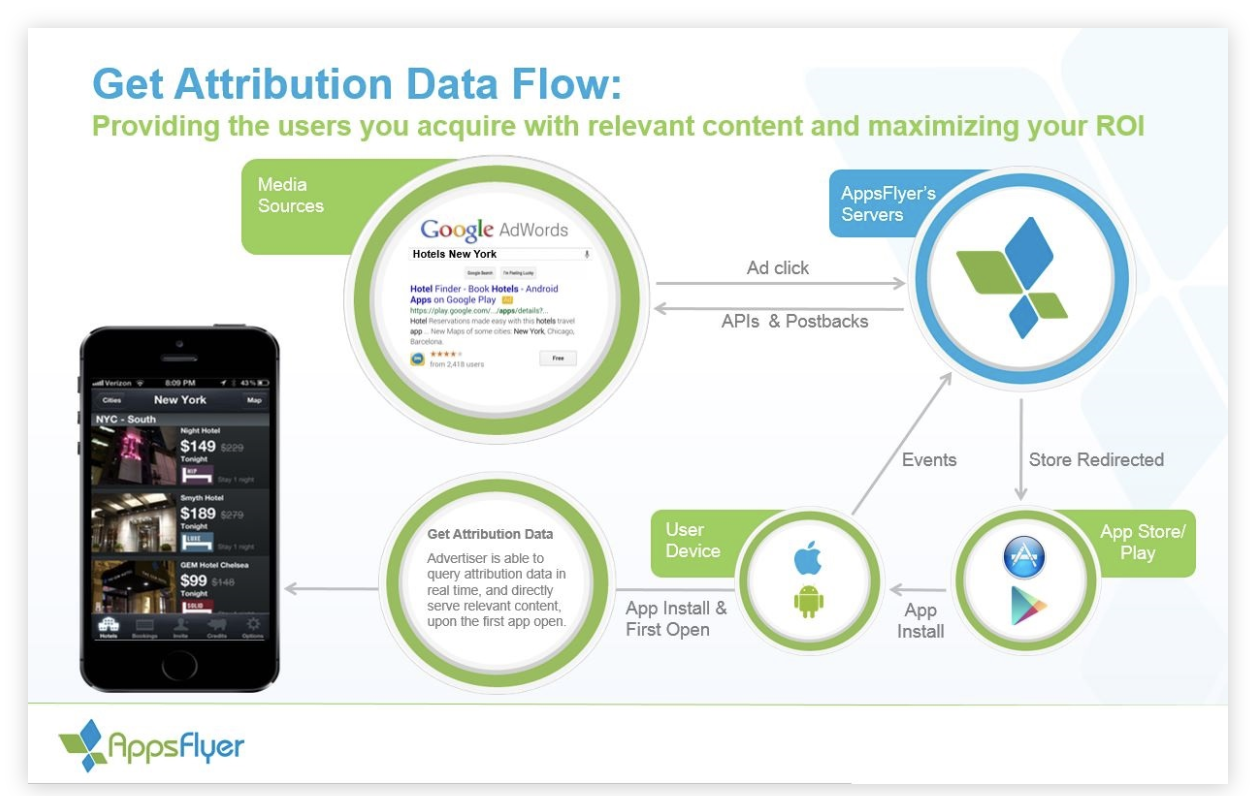 Get Attribution Data Flow:
Providing the users you acquire with relevant content and maximizing your ROI
Media
Sources
Google AdWords
Hotels New York
Google Search I'm Feeling Lucky
Hotel Finder - Book Hotels - Android
Apps on Google Play Ad
https://play.google.com/.../apps/details?...
Hotel Reservations made easy with this hotels travel
app ... New Maps of some cities: New York, Chicago,
Barcelona.
from 2,418 users
Free
Ad click
APIs & Postbacks
AppsFlyer's
Servers
Events
Store Redirected
App Store/
Play
App
Install
User
Device
App Install &
First Open
Get Attribution Data
Advertiser is able to
query attribution data in
real time, and directly
serve relevant content,
upon the first app open.
Verizon 8:09 PM 43%
Cities New York Map
NYC - South
Night Hotel
$149 $229
Tonight
HIP
Stay 1 night
Smyth Hotel
$189 $279
Tonight
LUXE
Stay 1 night
GEM Hotel Chelsea
$99 $148
Tonight
SOLID
Hotels Bookings Invite Credits Options
AppsFlyer